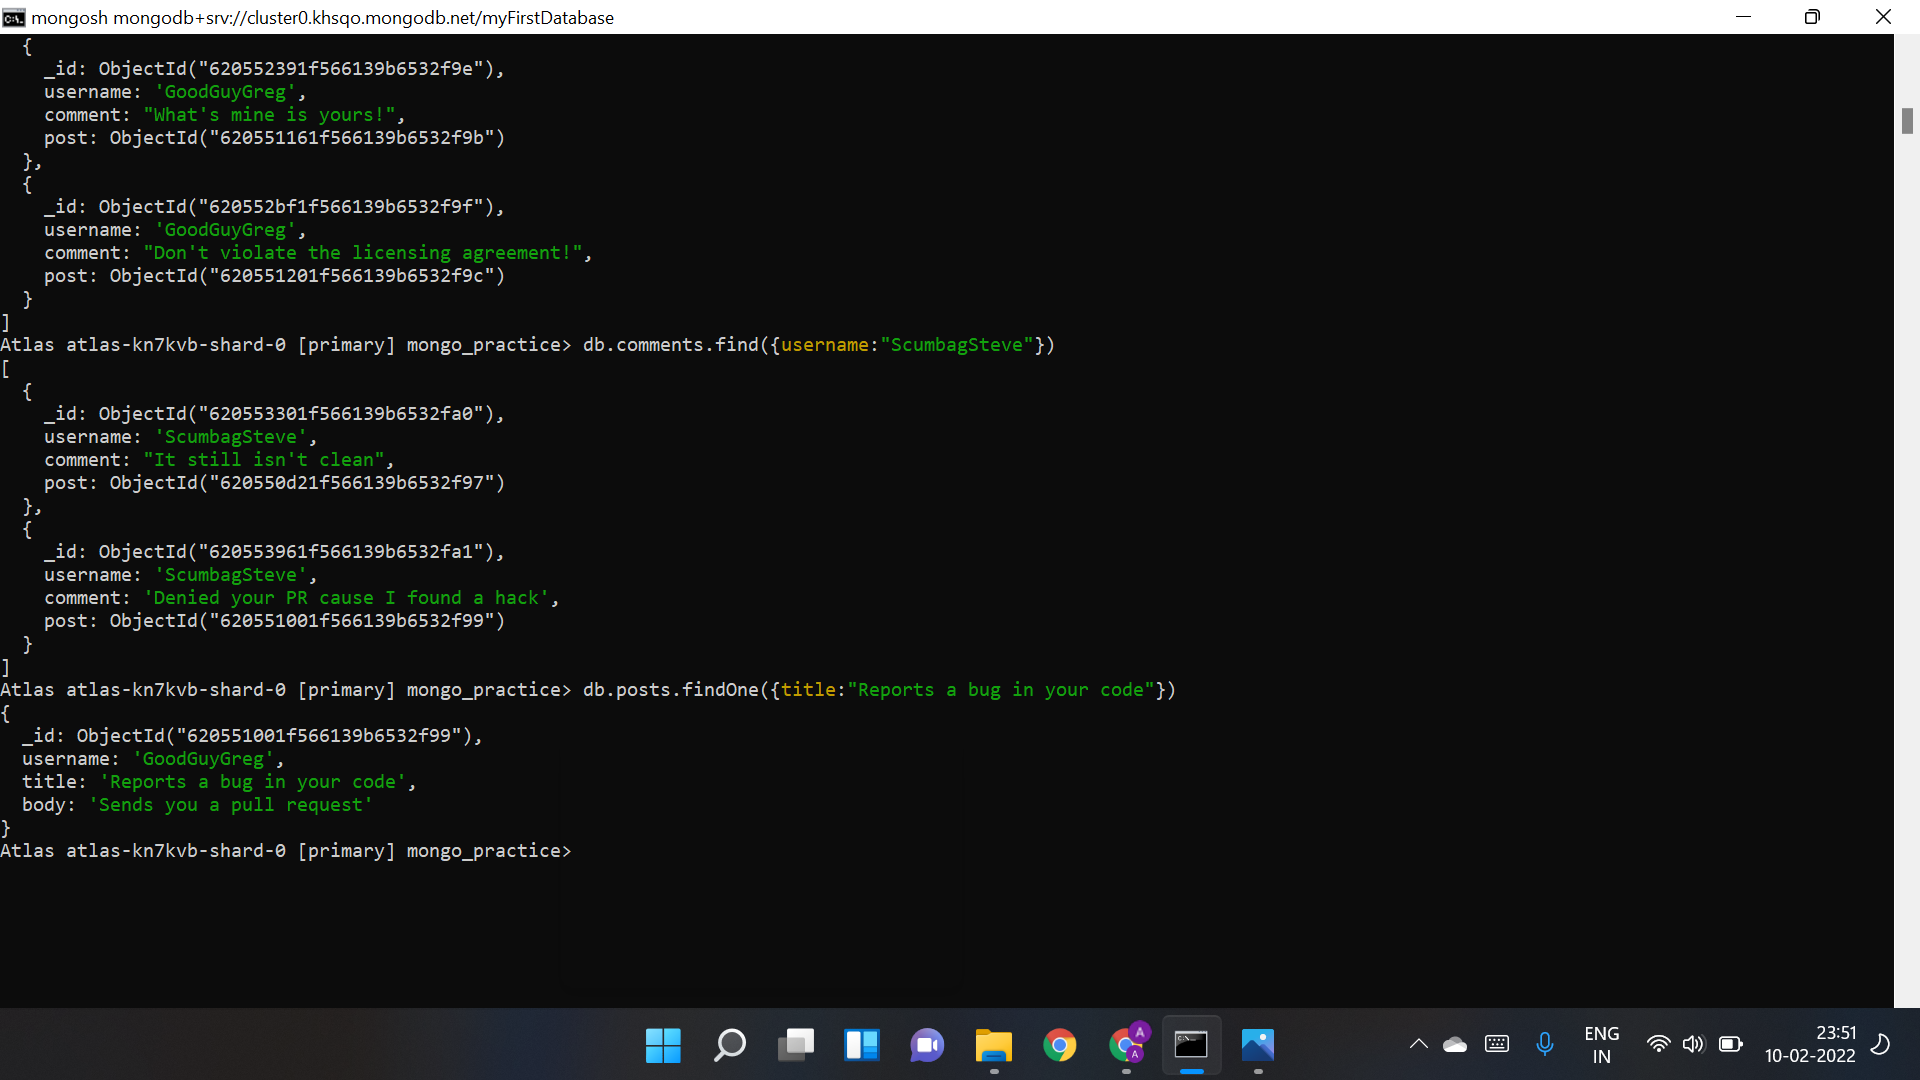 mongosh mongodb+srv://cluster0.khsqo.mongodb.net/myFirstDatabase
  {
    _id: ObjectId("620552391f566139b6532f9e"),
    username: 'GoodGuyGreg',
    comment: "What's mine is yours!",
    post: ObjectId("620551161f566139b6532f9b")
  },
  {
    _id: ObjectId("620552bf1f566139b6532f9f"),
    username: 'GoodGuyGreg',
    comment: "Don't violate the licensing agreement!",
    post: ObjectId("620551201f566139b6532f9c")
  }
]
Atlas atlas-kn7kvb-shard-0 [primary] mongo_practice> db.comments.find({username:"ScumbagSteve"})
[
  {
    _id: ObjectId("620553301f566139b6532fa0"),
    username: 'ScumbagSteve',
    comment: "It still isn't clean",
    post: ObjectId("620550d21f566139b6532f97")
  },
  {
    _id: ObjectId("620553961f566139b6532fa1"),
    username: 'ScumbagSteve',
    comment: 'Denied your PR cause I found a hack',
    post: ObjectId("620551001f566139b6532f99")
  }
]
Atlas atlas-kn7kvb-shard-0 [primary] mongo_practice> db.posts.findOne({title:"Reports a bug in your code"})
{
  _id: ObjectId("620551001f566139b6532f99"),
  username: 'GoodGuyGreg',
  title: 'Reports a bug in your code',
  body: 'Sends you a pull request'
}
Atlas atlas-kn7kvb-shard-0 [primary] mongo_practice>
A
A
ENG
IN
23:51
10-02-2022